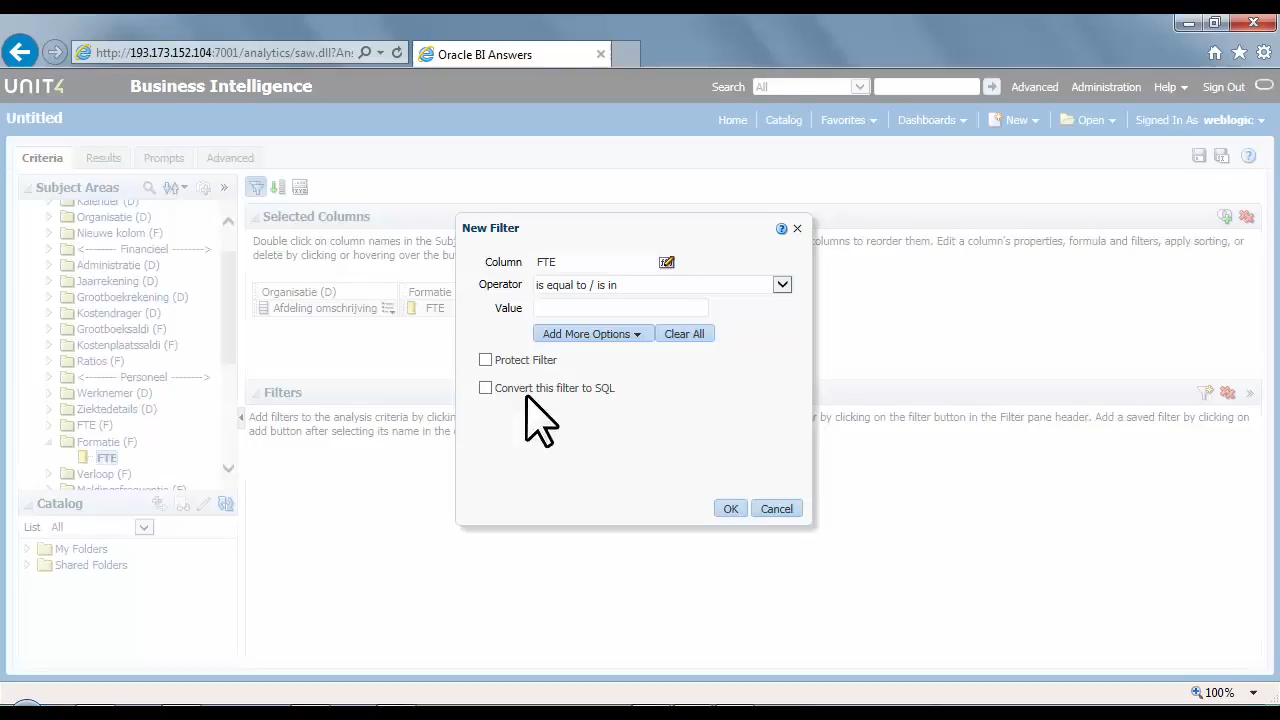 http://193.173.152.104:7001/analytics/saw.dll?Ans
Oracle BI Answers
UNIT4
Business Intelligence
Search
All
Advanced
Administration
Help
Sign Out
Untitled
Home
Catalog
Favorites
Dashboards
New
Open
Signed In As weblogic
Criteria
Results
Prompts
Advanced
Subject Areas
Kalender (D)
Organisatie (D)
Nieuwe kolom (F)
<------- Financieel ------->
Administratie (D)
Jaarrekening (D)
Grootboekrekening (D)
Kostendrager (D)
Grootboeksaldi (F)
Kostenplaatssaldi (F)
Ratios (F)
<------- Personeel ------->
Werknemer (D)
Ziektedetails (D)
FTE (F)
Formatie (F)
FTE
Verloop (F)
Meldingsfrequentie (F)
Catalog
List All
My Folders
Shared Folders
Selected Columns
Double click on column names in the Sub
columns to reorder them. Edit a column's properties, formula and filters, apply sorting, or
delete by clicking or hovering over the bu
Organisatie (D)
Afdeling omschrijving
Formatie
FTE
Filters
Add filters to the analysis criteria by clickin
r by clicking on the filter button in the Filter pane header. Add a saved filter by clicking on
add button after selecting its name in the c
New Filter
Column FTE
Operator is equal to / is in
Value
Add More Options
Clear All
Protect Filter
Convert this filter to SQL
OK
Cancel
100%